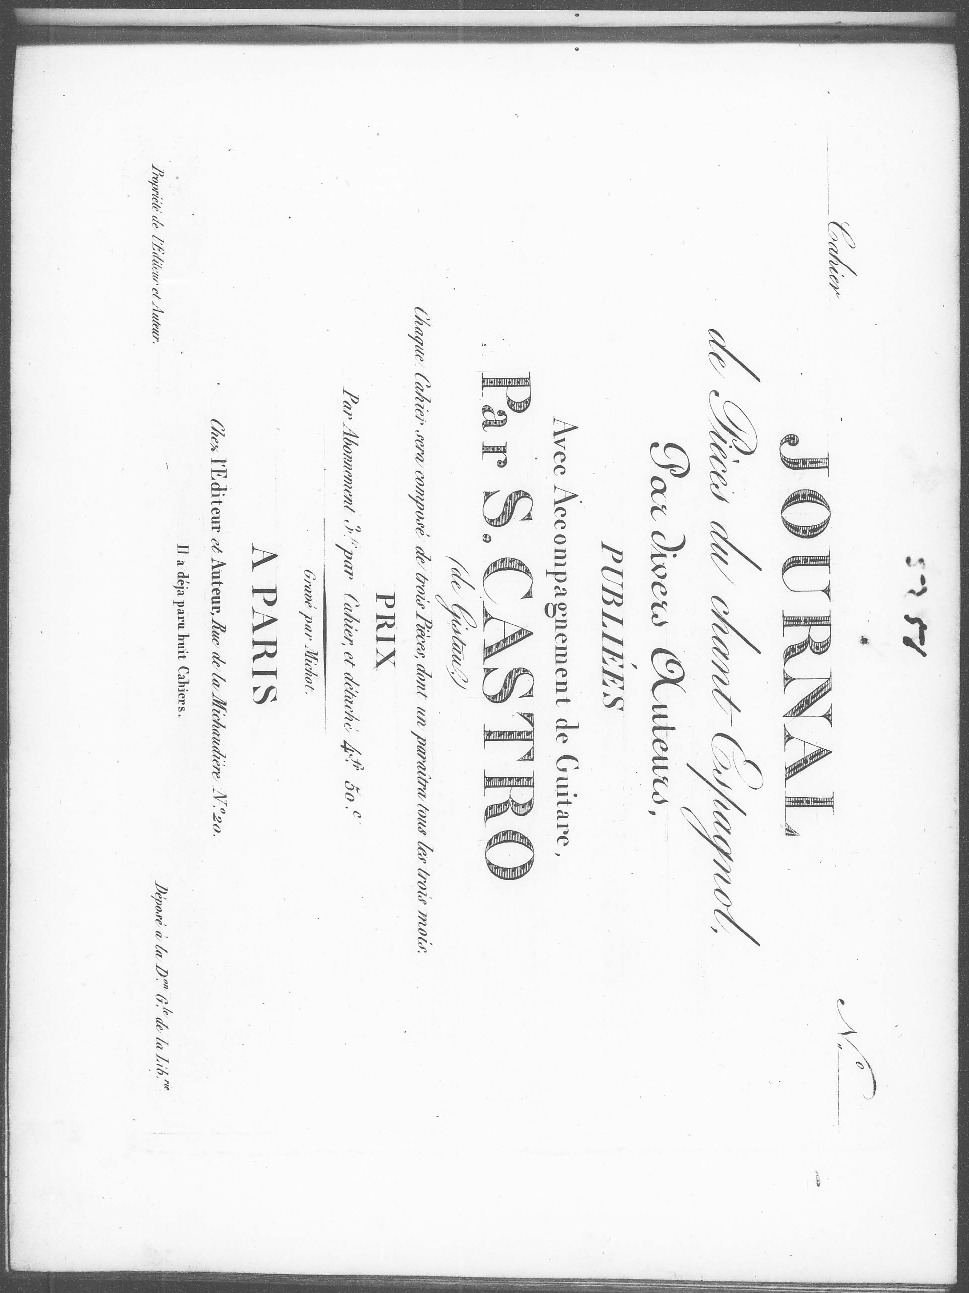 Cahier
N.º
JOURNAL
de Pièces du chant Espagnol,
Par divers Auteurs,
PUBLIÉES
Avec Accompagnement de Guitare,
Par S. CASTRO
(de Gistau?)
Chaque Cahier sera composé de trois Pièces, dont un paraitra tous les trois mois.
PRIX
Par Abonnement 3.fr par Cahier, et détaché 4.fr 50.c
Gravé par Michot.
A PARIS
Chez l'Editeur et Auteur, Rue de la Michaudière N.º 20.
Il a déja paru huit Cahiers.
Propriété de l'Editeur et Auteur.
Déposé à la D.on G.le de la Lib.rie